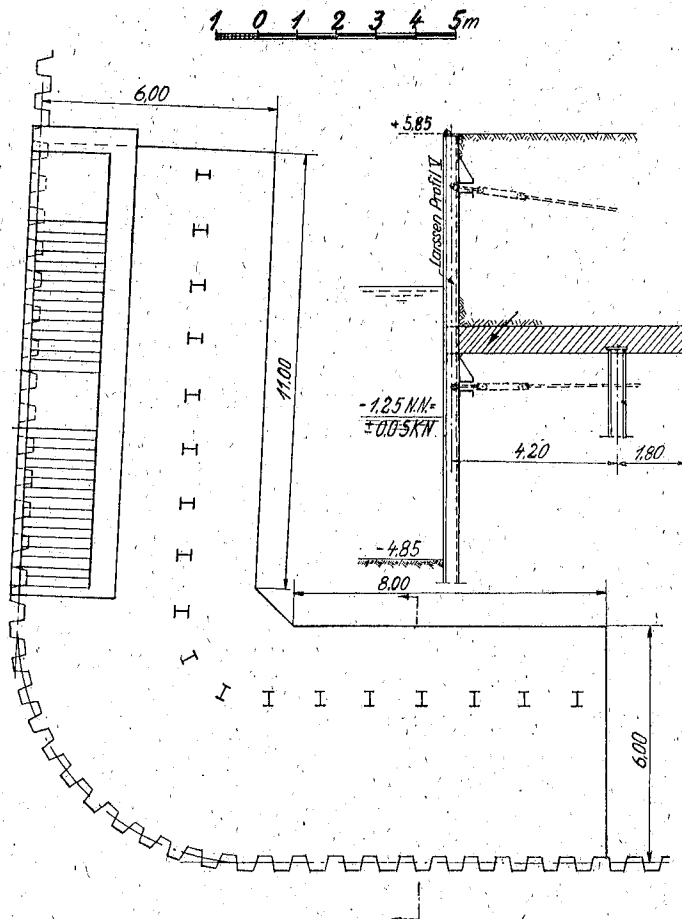 1 0 1 2 3 4 5m
6,00
+5,85
Larssen Profil V
11,00
-1,25 N.N.=
±0,0 SKN
4,20
1,80
-4,85
8,00
6,00